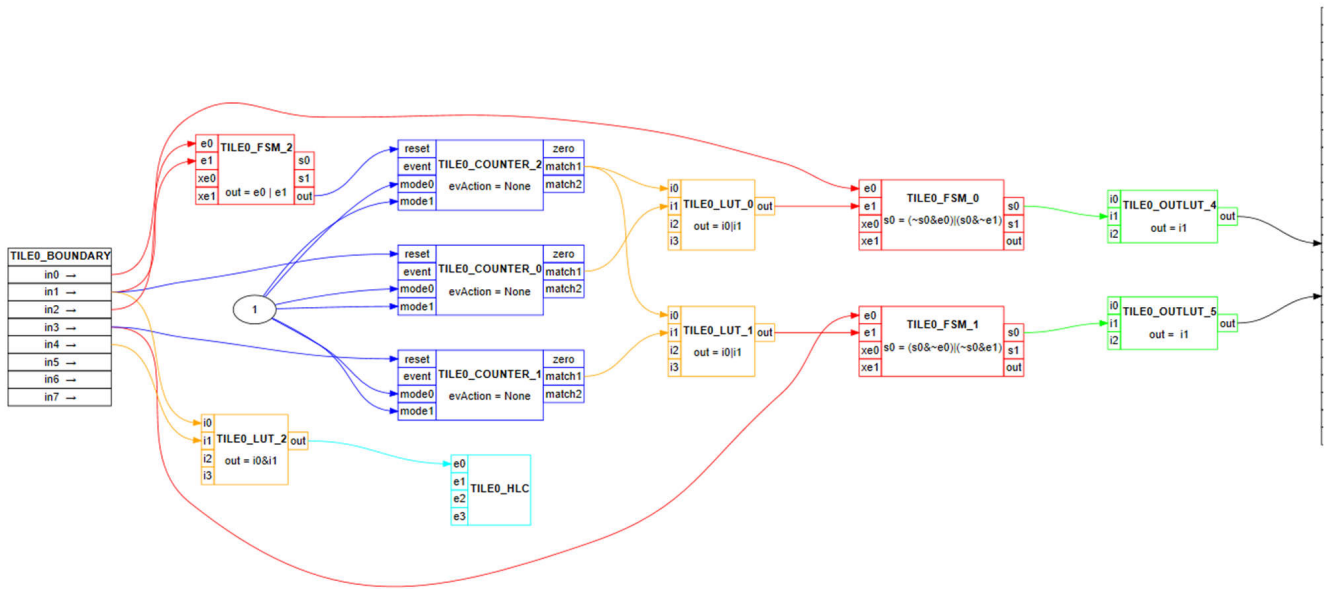 TILE0_BOUNDARY
in0 →
in1 →
in2 →
in3 →
in4 →
in5 →
in6 →
in7 →
e0
e1
xe0
xe1
TILE0_FSM_2
out = e0 | e1
s0
s1
out
1
reset
event
mode0
mode1
TILE0_COUNTER_2
evAction = None
zero
match1
match2
reset
event
mode0
mode1
TILE0_COUNTER_0
evAction = None
zero
match1
match2
reset
event
mode0
mode1
TILE0_COUNTER_1
evAction = None
zero
match1
match2
i0
i1
i2
i3
TILE0_LUT_2
out = i0&i1
out
e0
e1
e2
e3
TILE0_HLC
i0
i1
i2
i3
TILE0_LUT_0
out = i0|i1
out
i0
i1
i2
i3
TILE0_LUT_1
out = i0|i1
out
e0
e1
xe0
xe1
TILE0_FSM_0
s0 = (~s0&e0)|(s0&~e1)
s0
s1
out
e0
e1
xe0
xe1
TILE0_FSM_1
s0 = (s0&~e0)|(~s0&e1)
s0
s1
out
i0
i1
i2
TILE0_OUTLUT_4
out = i1
out
i0
i1
i2
TILE0_OUTLUT_5
out = i1
out